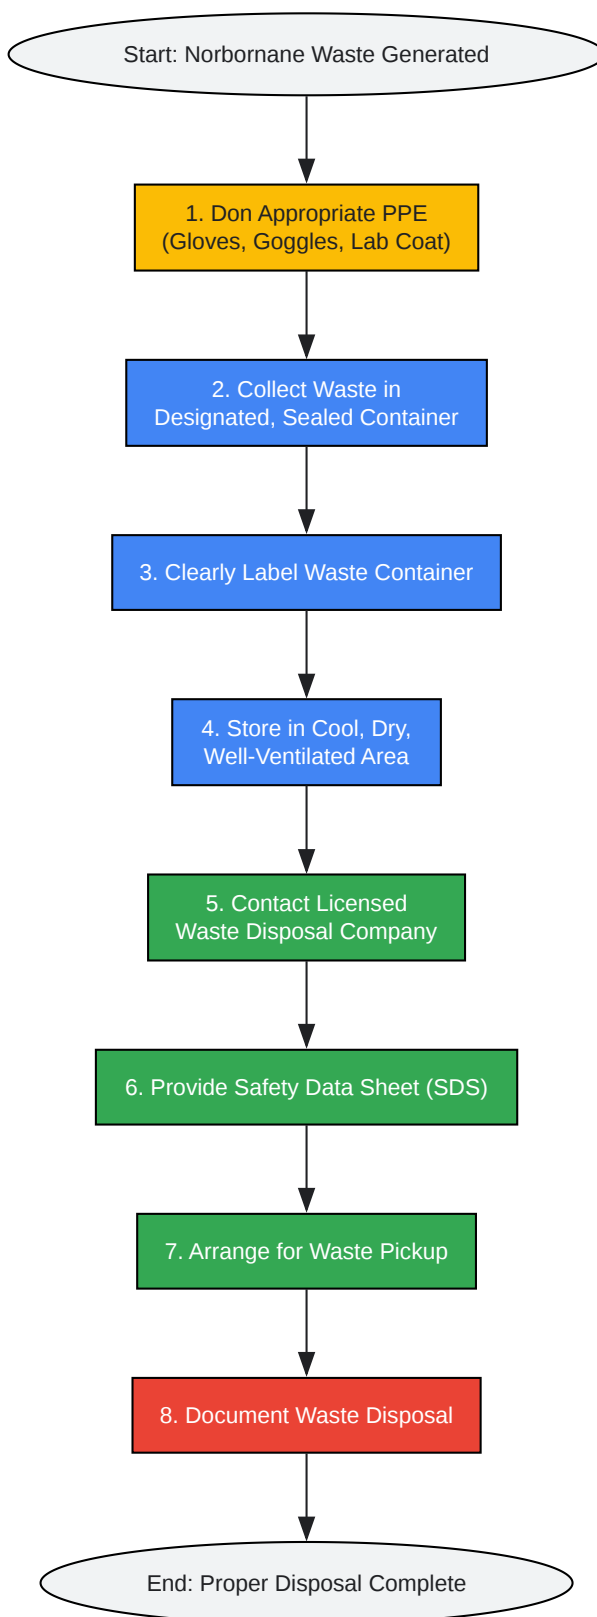 Start: Norbornane Waste Generated
1. Don Appropriate PPE
(Gloves, Goggles, Lab Coat)
2. Collect Waste in
Designated, Sealed Container
3. Clearly Label Waste Container
4. Store in Cool, Dry,
Well-Ventilated Area
5. Contact Licensed
Waste Disposal Company
6. Provide Safety Data Sheet (SDS)
7. Arrange for Waste Pickup
8. Document Waste Disposal
End: Proper Disposal Complete